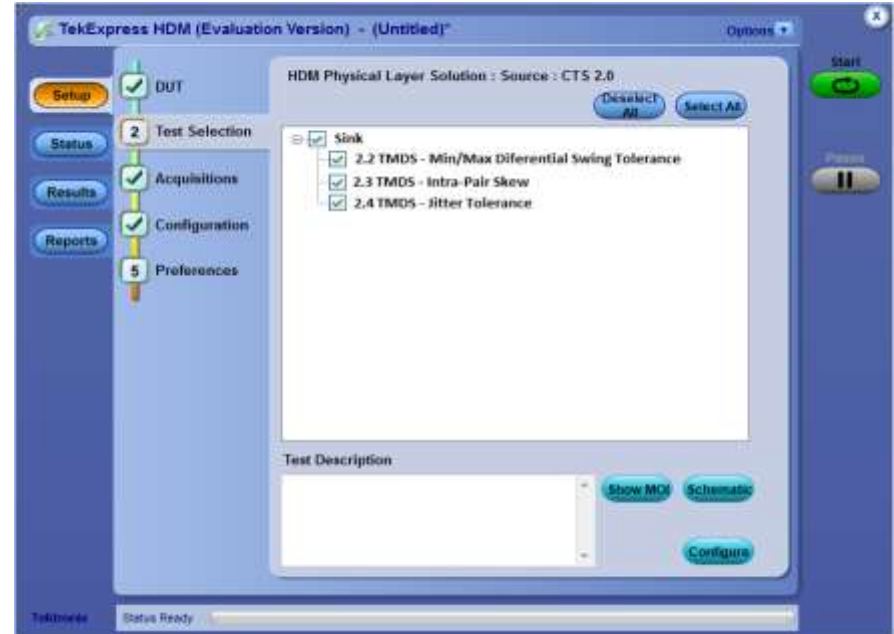 TekExpress HDM (Evaluation Version) - (Untitled)*
Options
x
Start
Setup
DUT
HDM Physical Layer Solution : Source : CTS 2.0
Deselect All
Select All
2 Test Selection
Sink
Status
2.2 TMDS - Min/Max Diferential Swing Tolerance
Pause
Acquisitions
2.3 TMDS - Intra-Pair Skew
Results
2.4 TMDS - Jitter Tolerance
Configuration
Reports
5 Preferences
Test Description
Show MOI
Schematic
Configure
Tektronix
Status Ready